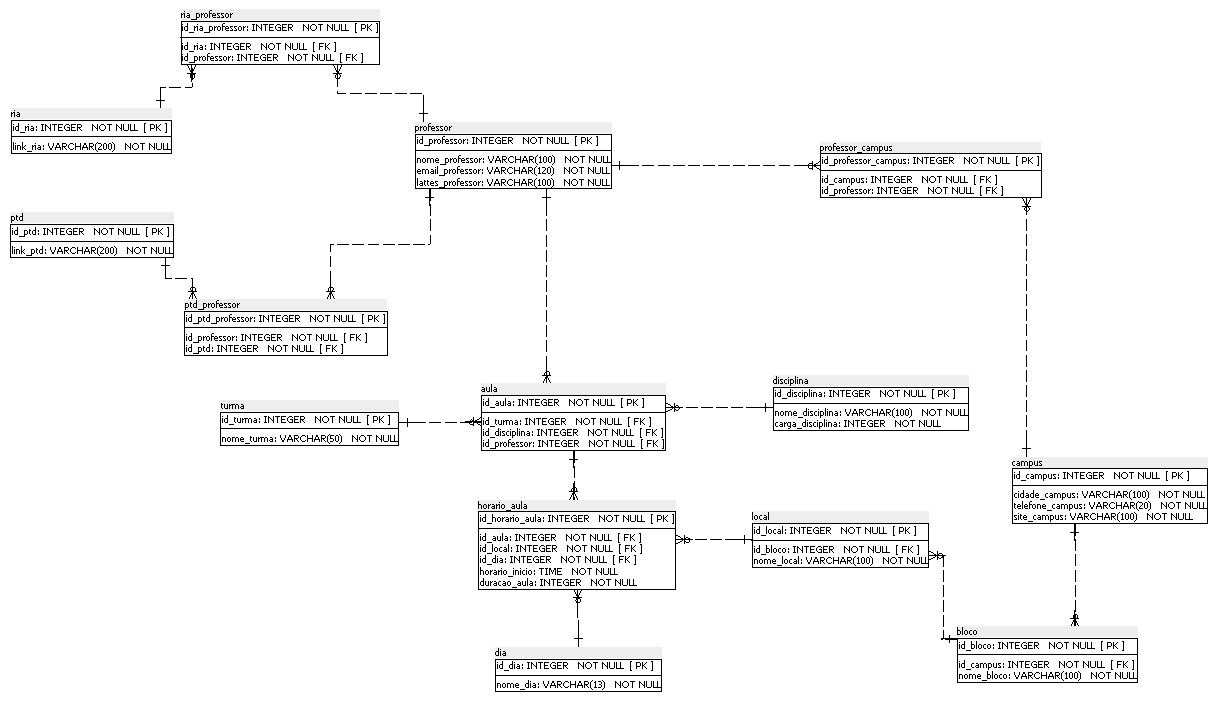 ria_professor
id_ria_professor: INTEGER NOT NULL [ PK ]
id_ria: INTEGER NOT NULL [ FK ]
id_professor: INTEGER NOT NULL [ FK ]
ria
id_ria: INTEGER NOT NULL [ PK ]
link_ria: VARCHAR(200) NOT NULL
professor
id_professor: INTEGER NOT NULL [ PK ]
nome_professor: VARCHAR(100) NOT NULL
email_professor: VARCHAR(120) NOT NULL
lattes_professor: VARCHAR(100) NOT NULL
professor_campus
id_professor_campus: INTEGER NOT NULL [ PK ]
id_campus: INTEGER NOT NULL [ FK ]
id_professor: INTEGER NOT NULL [ FK ]
ptd
id_ptd: INTEGER NOT NULL [ PK ]
link_ptd: VARCHAR(200) NOT NULL
ptd_professor
id_ptd_professor: INTEGER NOT NULL [ PK ]
id_professor: INTEGER NOT NULL [ FK ]
id_ptd: INTEGER NOT NULL [ FK ]
turma
id_turma: INTEGER NOT NULL [ PK ]
nome_turma: VARCHAR(50) NOT NULL
aula
id_aula: INTEGER NOT NULL [ PK ]
id_turma: INTEGER NOT NULL [ FK ]
id_disciplina: INTEGER NOT NULL [ FK ]
id_professor: INTEGER NOT NULL [ FK ]
disciplina
id_disciplina: INTEGER NOT NULL [ PK ]
nome_disciplina: VARCHAR(100) NOT NULL
carga_disciplina: INTEGER NOT NULL
campus
id_campus: INTEGER NOT NULL [ PK ]
cidade_campus: VARCHAR(100) NOT NULL
telefone_campus: VARCHAR(20) NOT NULL
site_campus: VARCHAR(100) NOT NULL
horario_aula
id_horario_aula: INTEGER NOT NULL [ PK ]
id_aula: INTEGER NOT NULL [ FK ]
id_local: INTEGER NOT NULL [ FK ]
id_dia: INTEGER NOT NULL [ FK ]
horario_inicio: TIME NOT NULL
duracao_aula: INTEGER NOT NULL
local
id_local: INTEGER NOT NULL [ PK ]
id_bloco: INTEGER NOT NULL [ FK ]
nome_local: VARCHAR(100) NOT NULL
dia
id_dia: INTEGER NOT NULL [ PK ]
nome_dia: VARCHAR(13) NOT NULL
bloco
id_bloco: INTEGER NOT NULL [ PK ]
id_campus: INTEGER NOT NULL [ FK ]
nome_bloco: VARCHAR(100) NOT NULL